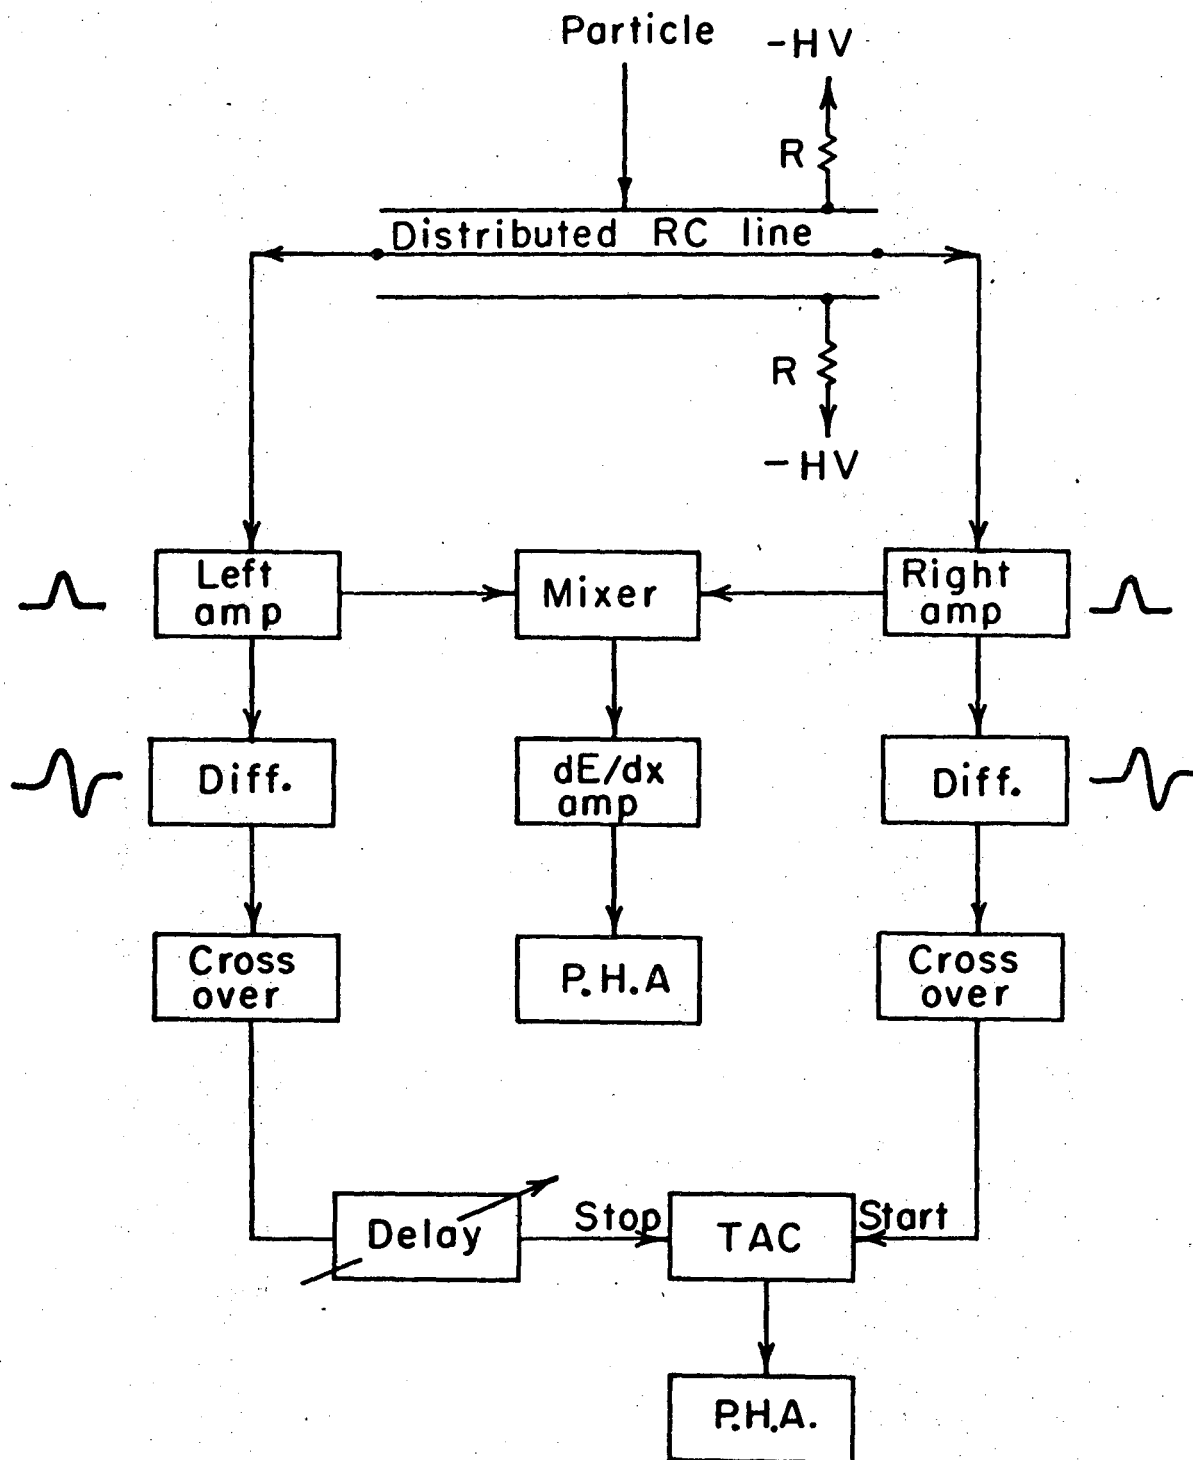 Particle
-HV
R
Distributed RC line
R
-HV
Left
amp
Mixer
Right
amp
Diff.
dE/dx
amp
Diff.
Cross
over
P.H.A
Cross
over
Delay
Stop
TAC
Start
P.H.A.